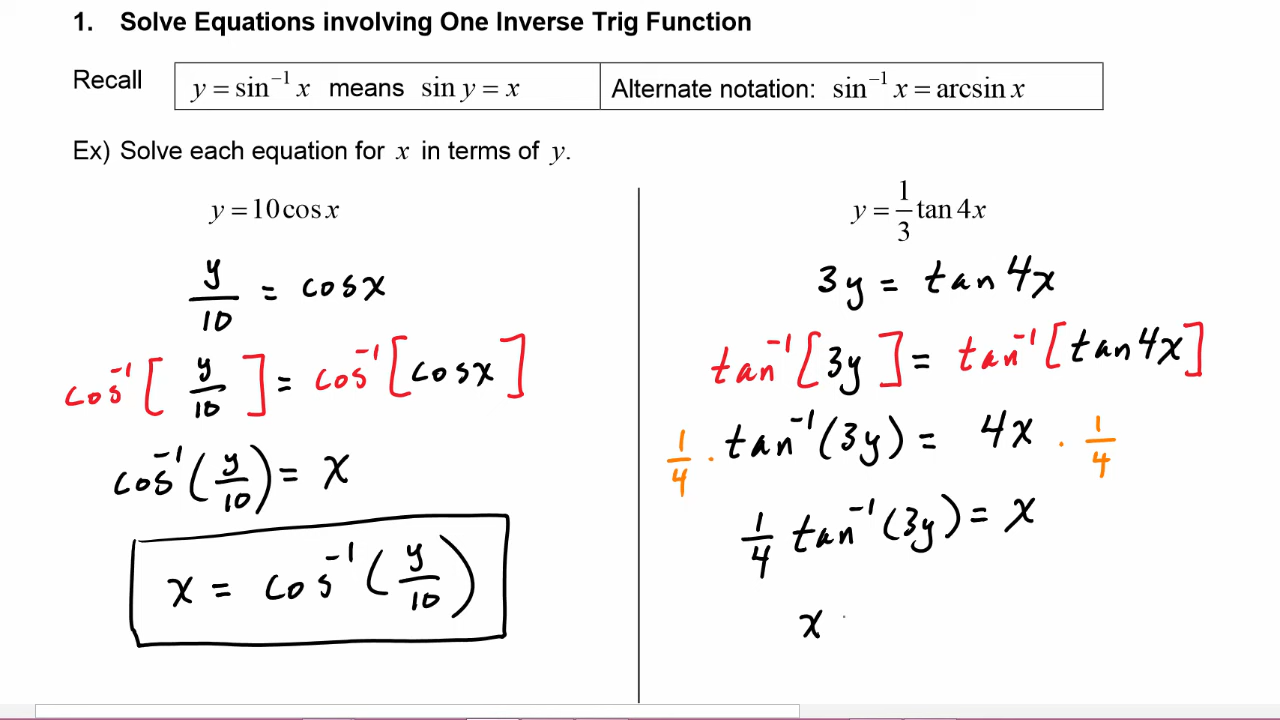 1. Solve Equations involving One Inverse Trig Function
Recall y = sin⁻¹ x means sin y = x Alternate notation: sin⁻¹ x = arcsin x
Ex) Solve each equation for x in terms of y.
y = 10 cos x
y/10 = cos x
cos⁻¹[y/10] = cos⁻¹[cos x]
cos⁻¹(y/10) = x
x = cos⁻¹(y/10)
y = 1/3 tan 4x
3y = tan 4x
tan⁻¹[3y] = tan⁻¹[tan 4x]
1/4 · tan⁻¹(3y) = 4x · 1/4
1/4 tan⁻¹(3y) = x
x